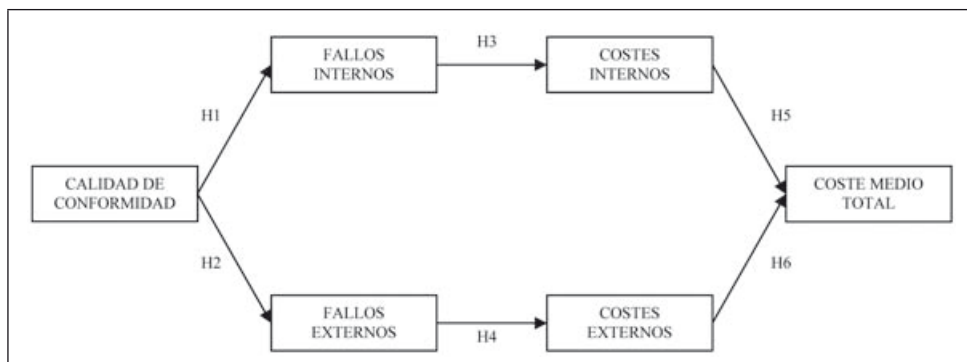 FALLOS
INTERNOS
H3
COSTES
INTERNOS
H1
H5
CALIDAD DE
CONFORMIDAD
COSTE MEDIO
TOTAL
H2
H6
FALLOS
EXTERNOS
H4
COSTES
EXTERNOS